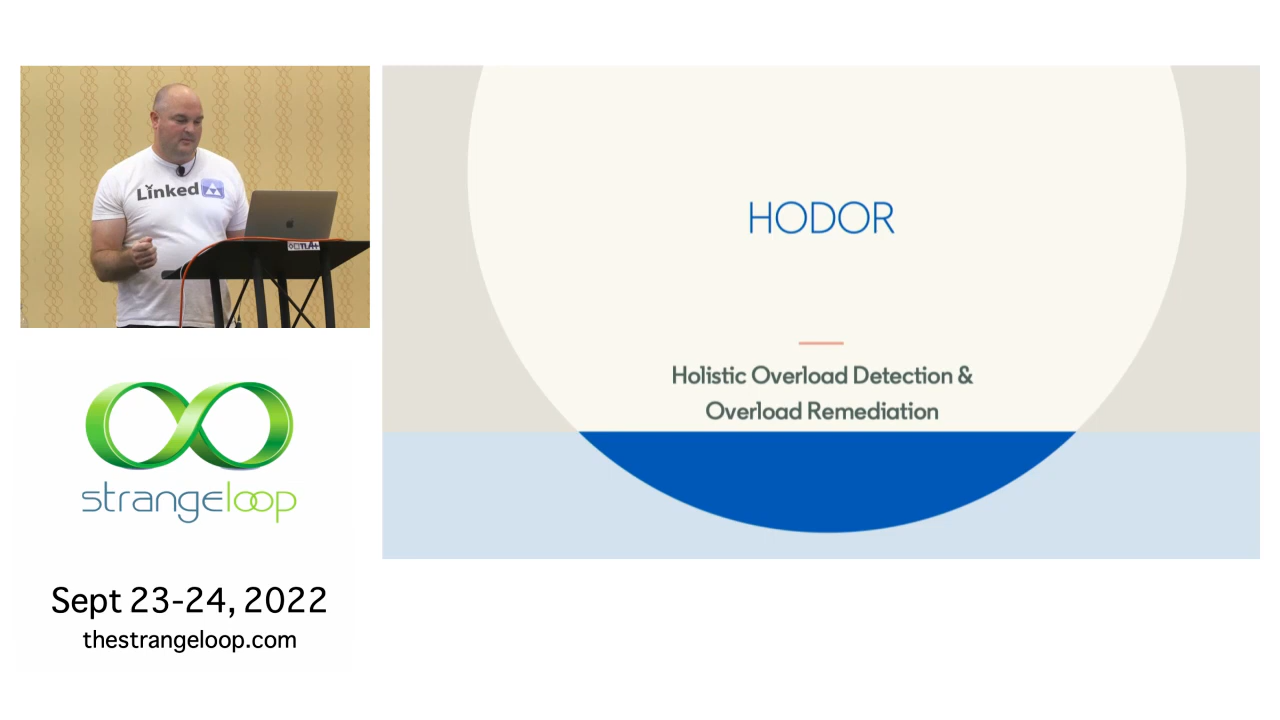 Linked
HODOR
Holistic Overload Detection &
Overload Remediation
strangeloop
Sept 23-24, 2022
thestrangeloop.com